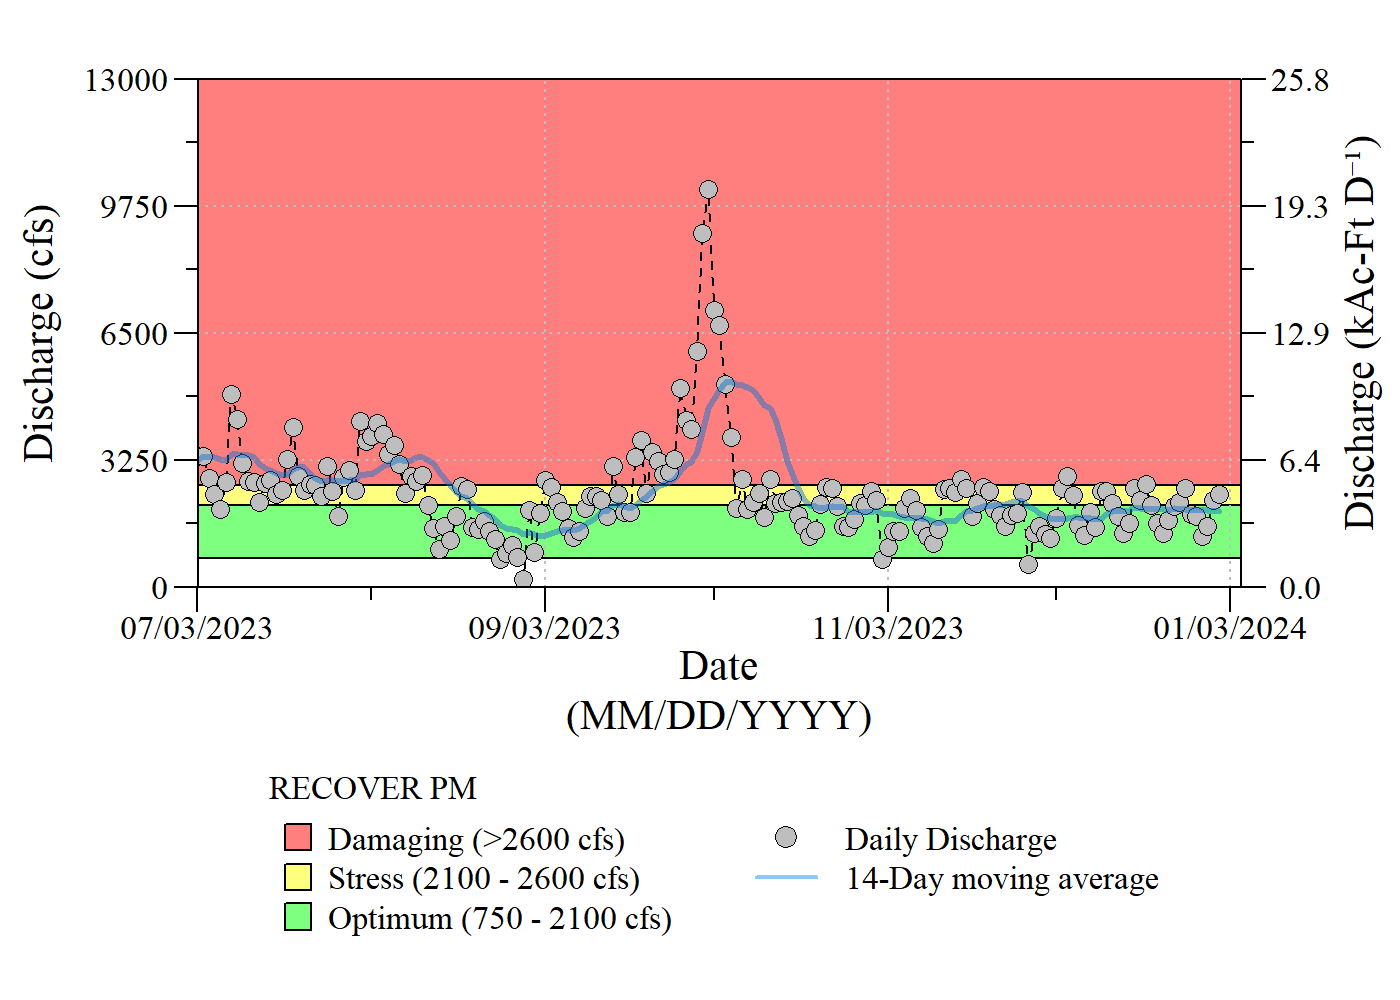 13000
9750
6500
3250
0
Discharge (cfs)
25.8
19.3
12.9
6.4
0.0
Discharge (kAc-Ft D⁻¹)
07/03/2023
09/03/2023
11/03/2023
01/03/2024
Date
(MM/DD/YYYY)
RECOVER PM
Damaging (>2600 cfs)
Stress (2100 - 2600 cfs)
Optimum (750 - 2100 cfs)
Daily Discharge
14-Day moving average